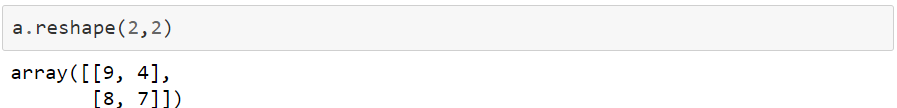 a.reshape(2,2)
array([[9, 4],
       [8, 7]])